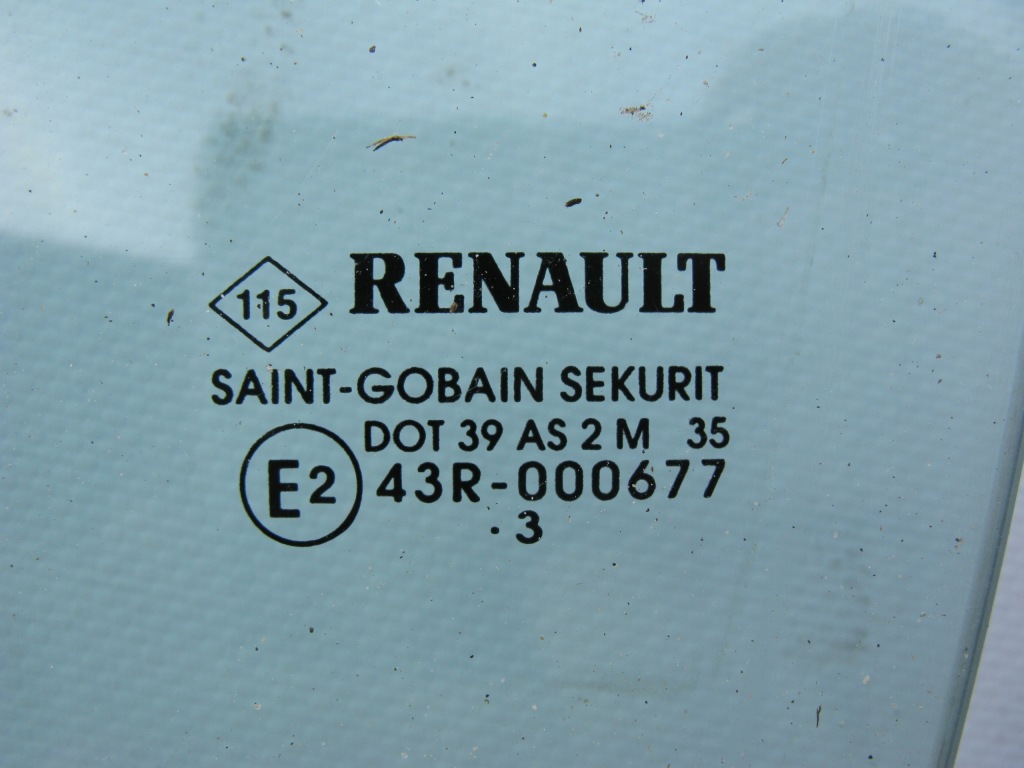 115 RENAULT
SAINT-GOBAIN SEKURIT
DOT 39 AS 2 M 35
E2 43R-000677
. 3